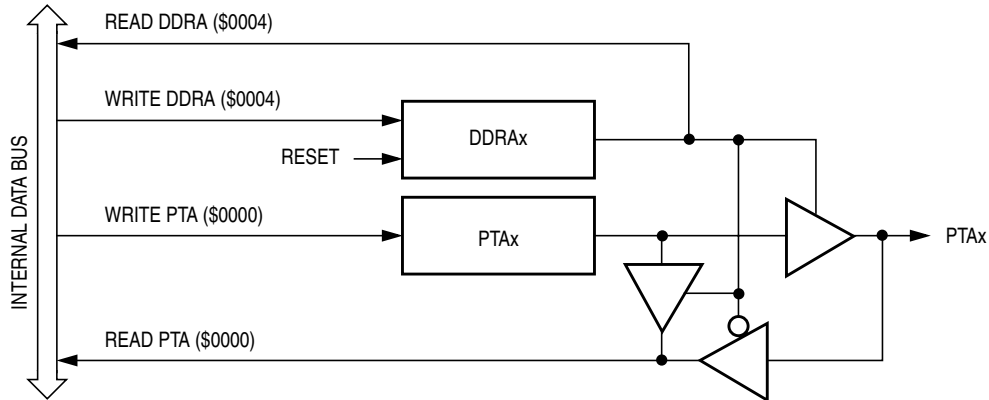 READ DDRA ($0004)
WRITE DDRA ($0004)
DDRAx
RESET
WRITE PTA ($0000)
PTAx
PTAx
READ PTA ($0000)
INTERNAL DATA BUS